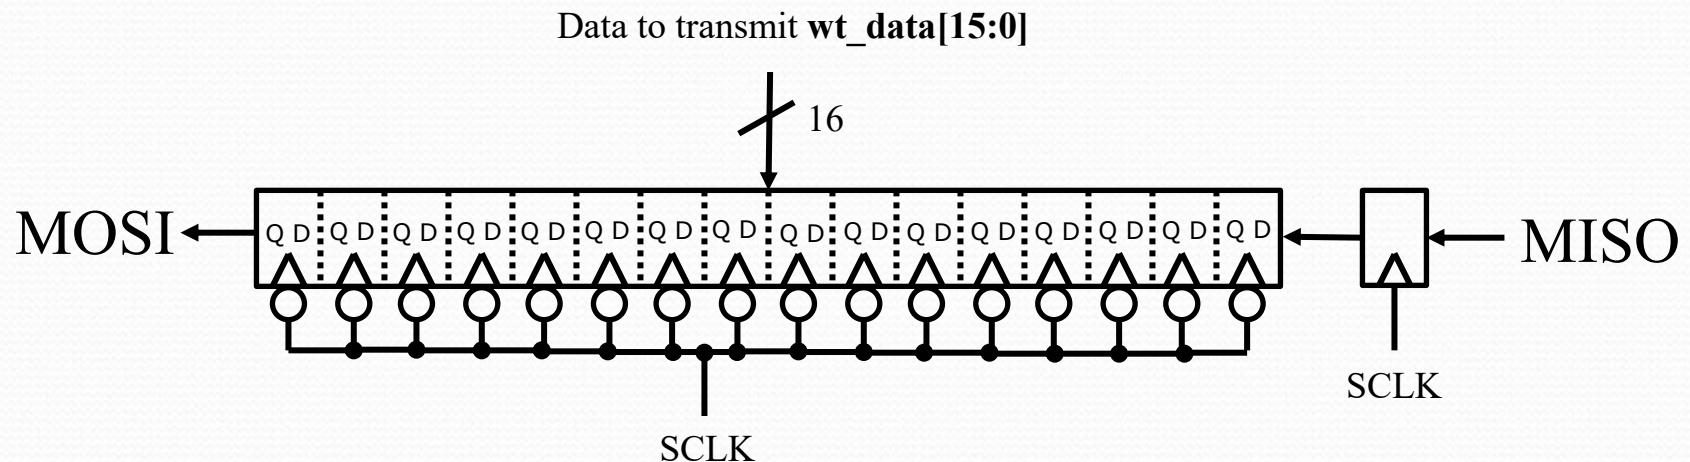 Data to transmit wt_data[15:0]
16
MOSI
Q D Q D Q D Q D Q D Q D Q D Q D Q D Q D Q D Q D Q D Q D Q D Q D
MISO
SCLK
SCLK